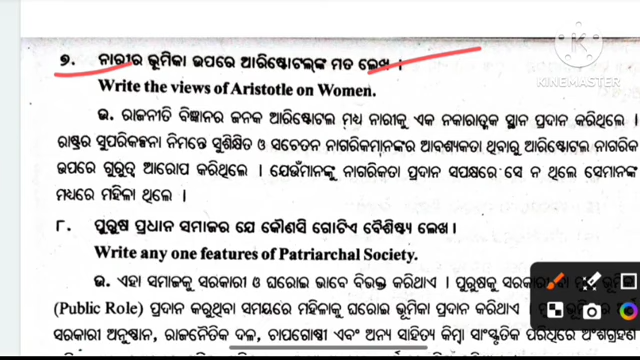 ୭. ନାରୀର ଭୂମିକା ଉପରେ ଆରିଷ୍ଟୋଟଲ୍‌ଙ୍କ ମତ ଲେଖ ।
Write the views of Aristotle on Women.
ଉ. ରାଜନୀତି ବିଜ୍ଞାନର ଜନକ ଆରିଷ୍ଟୋଟଲ ମଧ୍ୟ ନାରୀକୁ ଏକ ନକାରାତ୍ମକ ସ୍ଥାନ ପ୍ରଦାନ କରିଥିଲେ ।
ରାଷ୍ଟ୍ରର ସୁପରିକଳ୍ପନା ନିମନ୍ତେ ସୁଶିକ୍ଷିତ ଓ ସଚେତନ ନାଗରିକମାନଙ୍କର ଆବଶ୍ୟକତା ଥିବାରୁ ଆରିଷ୍ଟୋଟଲ ନାଗରିକ
ଉପରେ ଗୁରୁତ୍ୱ ଆରୋପ କରିଥିଲେ । ଯେଉଁମାନଙ୍କୁ ନାଗରିକତା ପ୍ରଦାନ ସପକ୍ଷରେ ସେ ନ ଥିଲେ ସେମାନଙ୍କ
ମଧ୍ୟରେ ମହିଳା ଥିଲେ ।
୮. ପୁରୁଷ ପ୍ରଧାନ ସମାଜର ଯେ କୌଣସି ଗୋଟିଏ ବୈଶିଷ୍ଟ୍ୟ ଲେଖ ।
Write any one features of Patriarchal Society.
ଉ. ଏହା ସମାଜକୁ ସରକାରୀ ଓ ଘରୋଇ ଭାବେ ବିଭକ୍ତ କରିଥାଏ । ପୁରୁଷକୁ ସରକାରୀ
(Public Role) ପ୍ରଦାନ କରୁଥିବା ସମୟରେ ମହିଳାକୁ ଘରୋଇ ଭୂମିକା ପ୍ରଦାନ କରିଥାଏ ।
ସରକାରୀ ଅନୁଷ୍ଠାନ, ରାଜନୈତିକ ଦଳ, ଚାପଗୋଷ୍ଠୀ ଏବଂ ଅନ୍ୟ ସାହିତ୍ୟ କିମ୍ବା ସାଂସ୍କୃତିକ ପରିଧିରେ ଅଂଶଗ୍ରହଣ
KINEMASTER